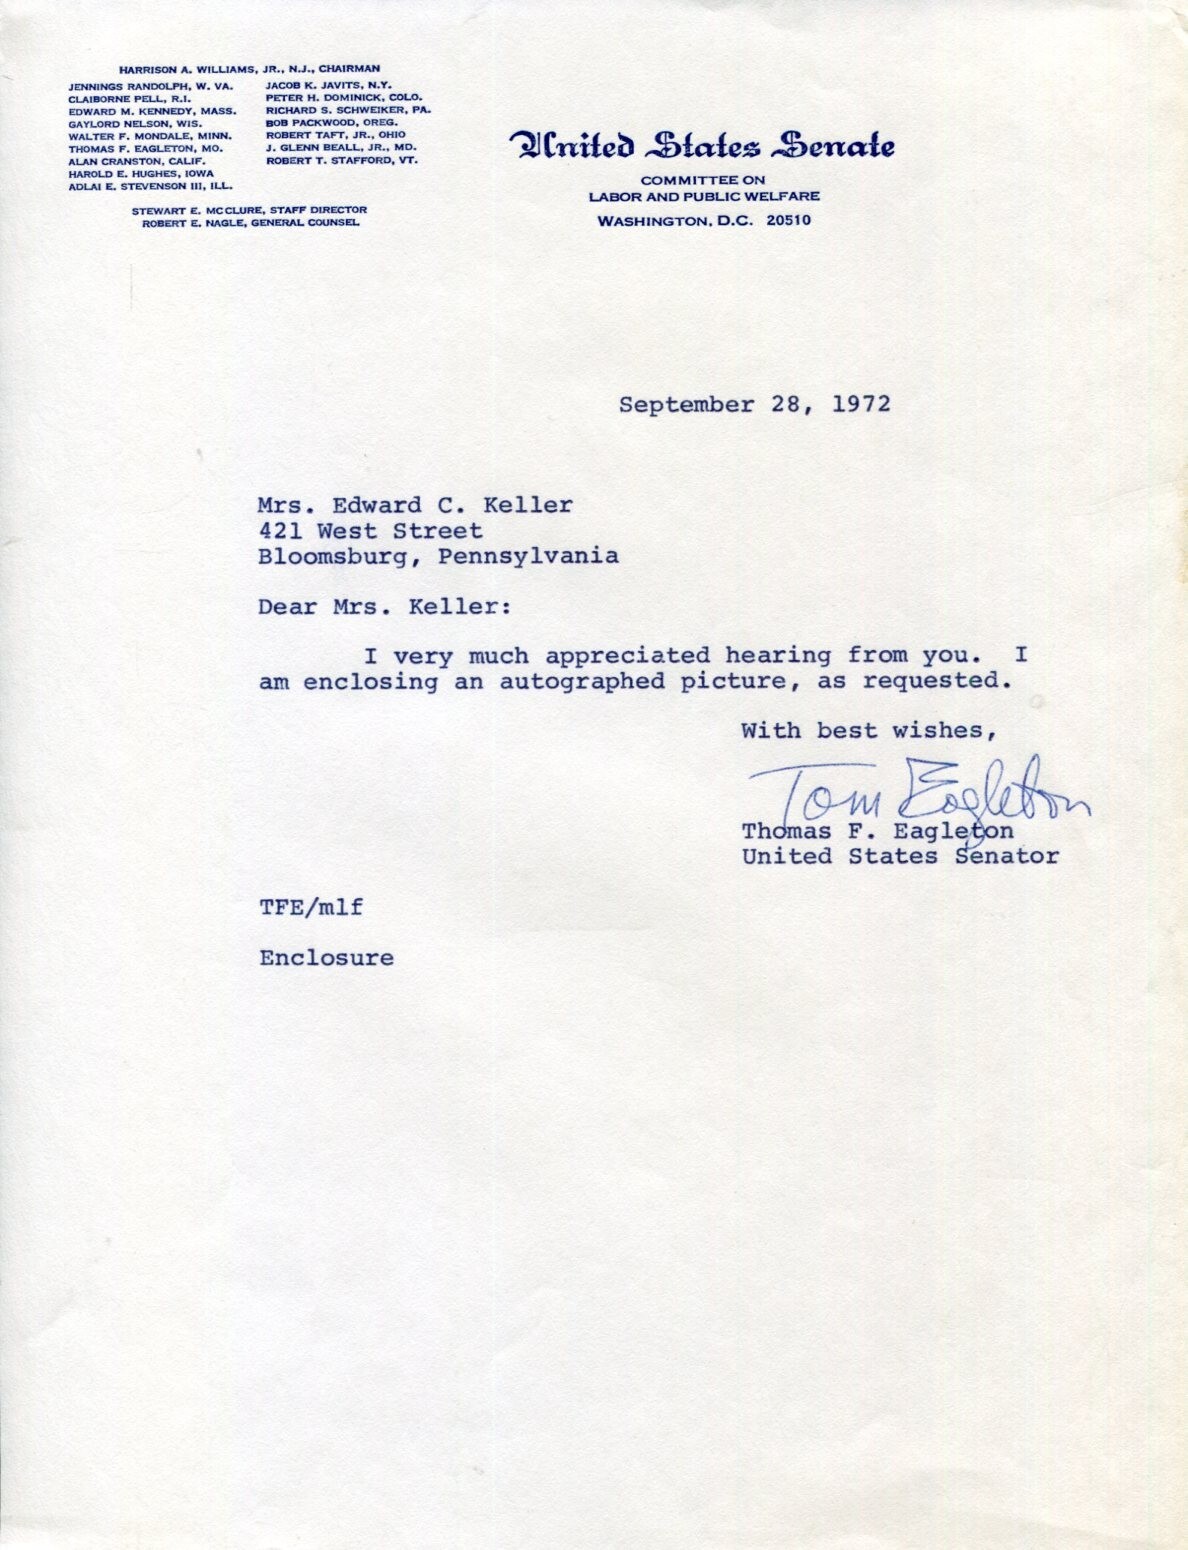 HARRISON A. WILLIAMS, JR., N.J., CHAIRMAN
JENNINGS RANDOLPH, W. VA.
CLAIBORNE PELL, R.I.
EDWARD M. KENNEDY, MASS.
GAYLORD NELSON, WIS.
WALTER F. MONDALE, MINN.
THOMAS F. EAGLETON, MO.
ALAN CRANSTON, CALIF.
HAROLD E. HUGHES, IOWA
ADLAI E. STEVENSON III, ILL.
JACOB K. JAVITS, N.Y.
PETER H. DOMINICK, COLO.
RICHARD S. SCHWEIKER, PA.
BOB PACKWOOD, OREG.
ROBERT TAFT, JR., OHIO
J. GLENN BEALL, JR., MD.
ROBERT T. STAFFORD, VT.
STEWART E. MCCLURE, STAFF DIRECTOR
ROBERT E. NAGLE, GENERAL COUNSEL
United States Senate
COMMITTEE ON
LABOR AND PUBLIC WELFARE
WASHINGTON, D.C. 20510
September 28, 1972
Mrs. Edward C. Keller
421 West Street
Bloomsburg, Pennsylvania
Dear Mrs. Keller:
I very much appreciated hearing from you. I
am enclosing an autographed picture, as requested.
With best wishes,
Tom Eagleton
Thomas F. Eagleton
United States Senator
TFE/mlf
Enclosure